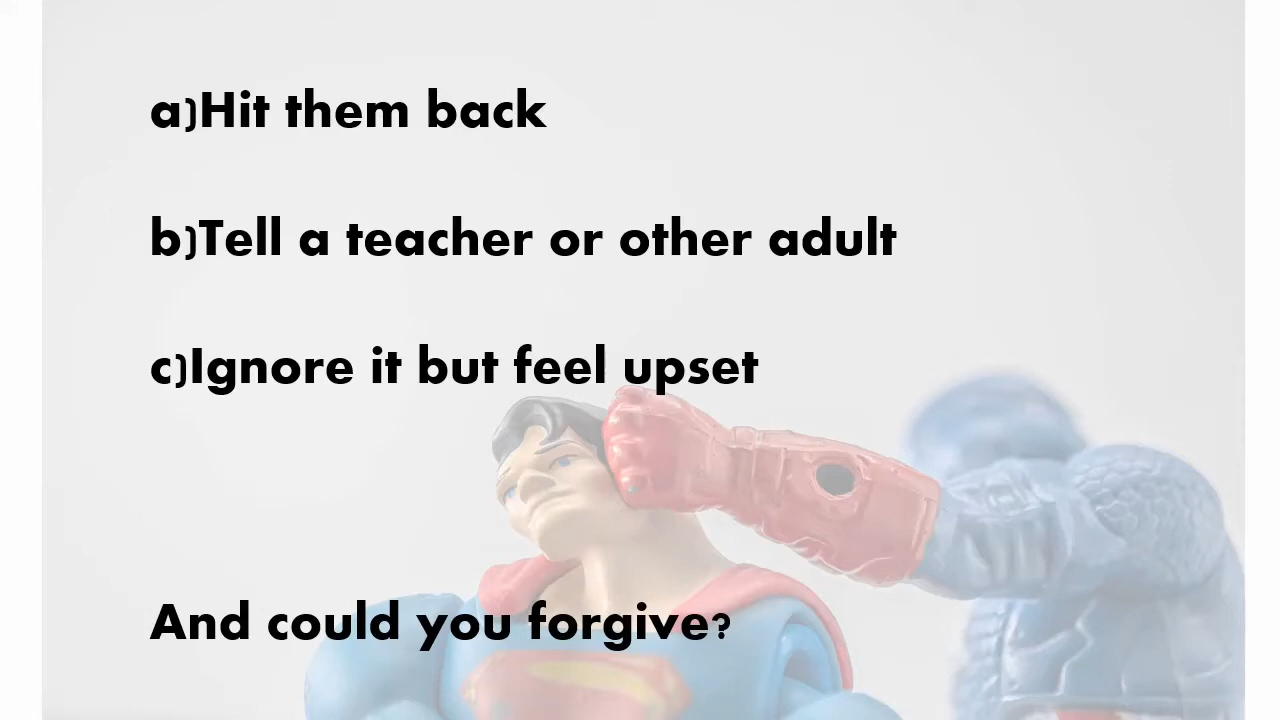 a)Hit them back
b)Tell a teacher or other adult
c)Ignore it but feel upset
And could you forgive?